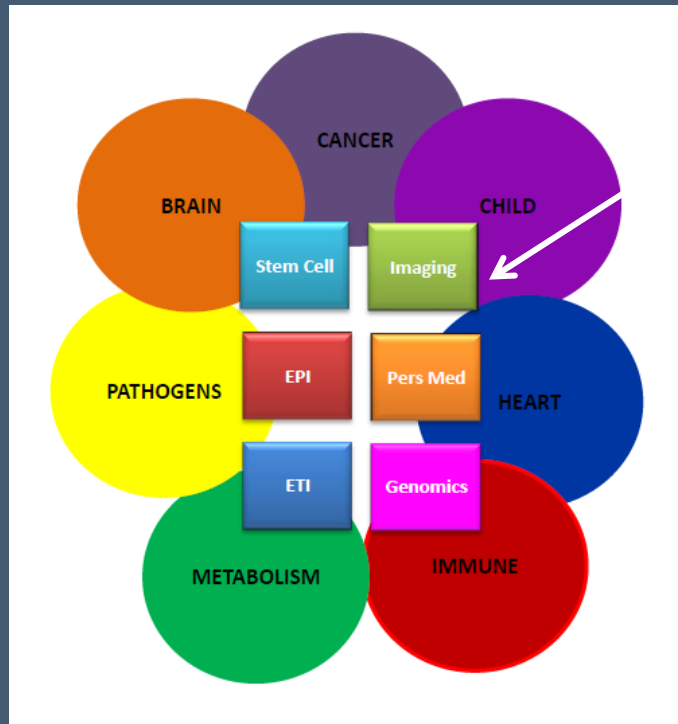 CANCER
BRAIN
CHILD
Stem Cell
Imaging
EPI
Pers Med
PATHOGENS
HEART
ETI
Genomics
METABOLISM
IMMUNE